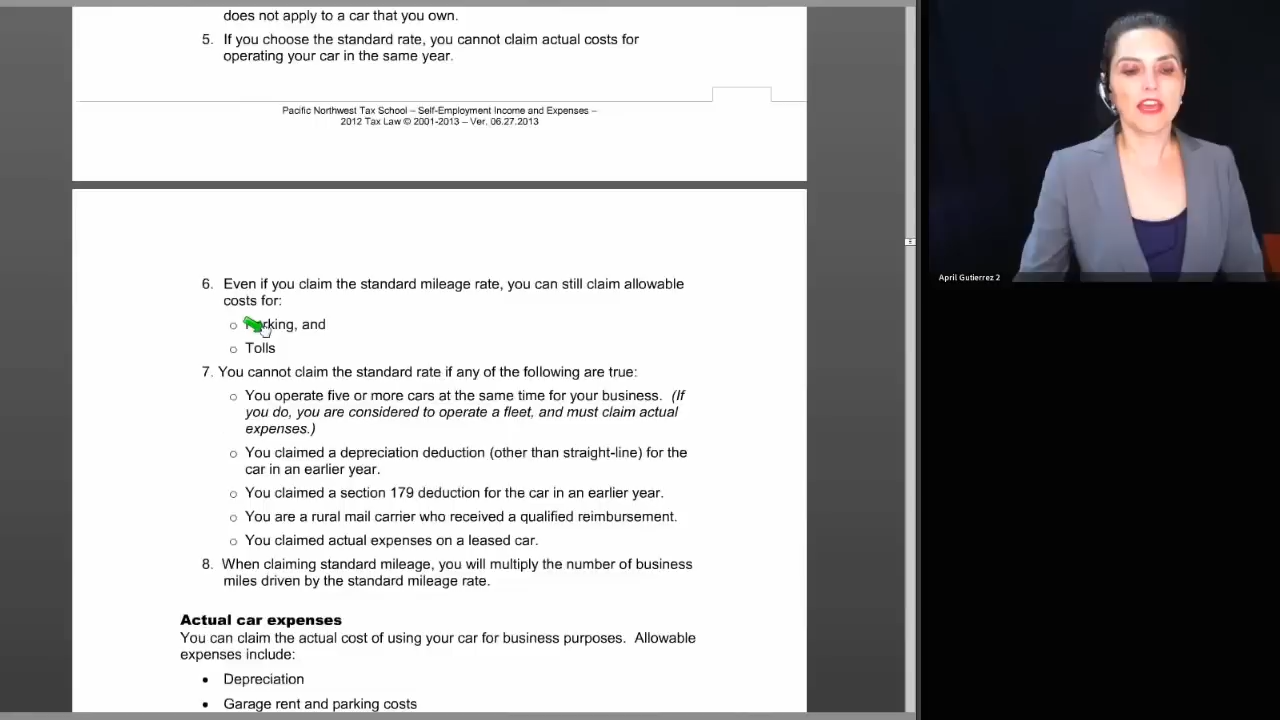 does not apply to a car that you own.
5. If you choose the standard rate, you cannot claim actual costs for
operating your car in the same year.
Pacific Northwest Tax School – Self-Employment Income and Expenses –
2012 Tax Law © 2001-2013 – Ver. 06.27.2013
6. Even if you claim the standard mileage rate, you can still claim allowable
costs for:
and
Tolls
7. You cannot claim the standard rate if any of the following are true:
You operate five or more cars at the same time for your business. (If
you do, you are considered to operate a fleet, and must claim actual
expenses.)
You claimed a depreciation deduction (other than straight-line) for the
car in an earlier year.
You claimed a section 179 deduction for the car in an earlier year.
You are a rural mail carrier who received a qualified reimbursement.
You claimed actual expenses on a leased car.
8. When claiming standard mileage, you will multiply the number of business
miles driven by the standard mileage rate.
Actual car expenses
You can claim the actual cost of using your car for business purposes. Allowable
expenses include:
• Depreciation
• Garage rent and parking costs
April Gutierrez 2